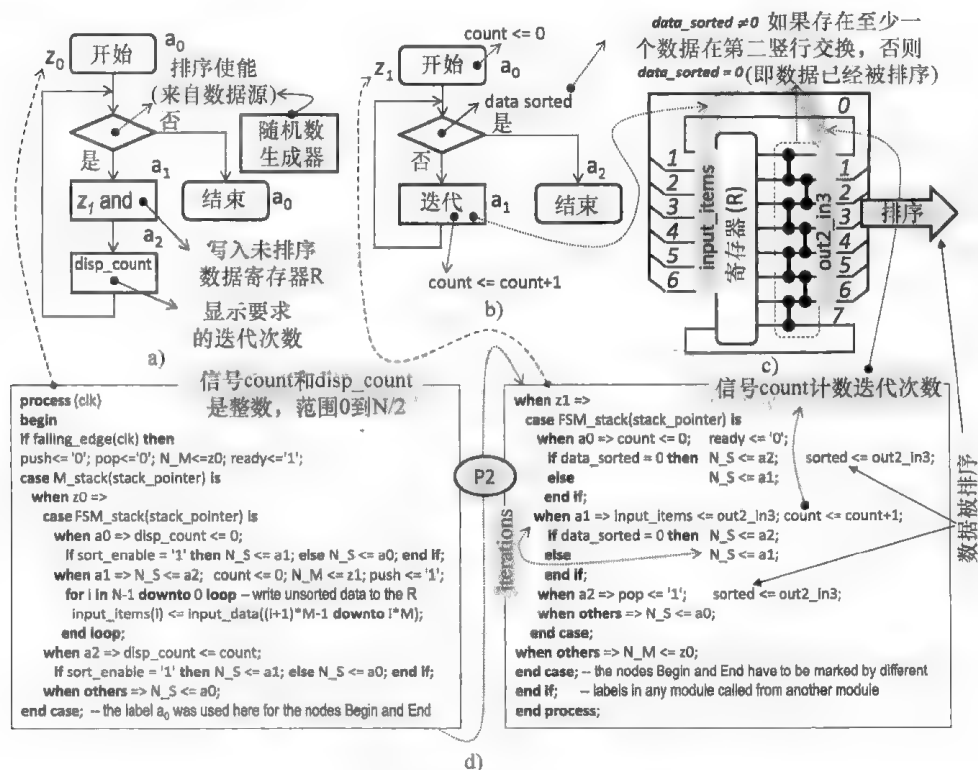 z0
开始
a0
排序使能
(来自数据源)
否
是
随机数
生成器
a1
z1 and
结束
a0
a2
disp_count
写入未排序
数据寄存器R
显示要求
的迭代次数
a)
count <= 0
z1
开始
a0
data sorted
是
否
迭代
a1
a2
结束
count <= count+1
b)
data_sorted ≠0 如果存在至少一
个数据在第二竖行交换，否则
data_sorted = 0(即数据已经被排序)
0
1
2
3
4
5
6
input_items
寄存器 (R)
out2_in3
1
2
3
4
5
6
7
排序
c)
信号count和disp_count
是整数，范围0到N/2
信号count计数迭代次数
数据被排序
process (clk)
begin
if falling_edge(clk) then
push<= '0'; pop<='0'; N_M<=z0; ready<='1';
case M_stack(stack_pointer) is
when z0 =>
case FSM_stack(stack_pointer) is
when a0 => disp_count <= 0;
if sort_enable = '1' then N_S <= a1; else N_S <= a0; end if;
when a1 => N_S <= a2; count <= 0; N_M <= z1; push <= '1';
for i in N-1 downto 0 loop -- write unsorted data to the R
input_items(i) <= input_data((i+1)*M-1 downto i*M);
end loop;
when a2 => disp_count <= count;
if sort_enable = '1' then N_S <= a1; else N_S <= a0; end if;
when others => N_S <= a0;
end case; -- the label a0 was used here for the nodes Begin and End
P2
iterations
when z1 =>
case FSM_stack(stack_pointer) is
when a0 => count <= 0; ready <= '0';
if data_sorted = 0 then N_S <= a2; sorted <= out2_in3;
else N_S <= a1;
end if;
when a1 => input_items <= out2_in3; count <= count+1;
if data_sorted = 0 then N_S <= a2;
else N_S <= a1;
end if;
when a2 => pop <= '1'; sorted <= out2_in3;
when others => N_S <= a0;
end case;
when others => N_M <= z0;
end case; -- the nodes Begin and End have to be marked by different
end if; -- labels in any module called from another module
end process;
d)